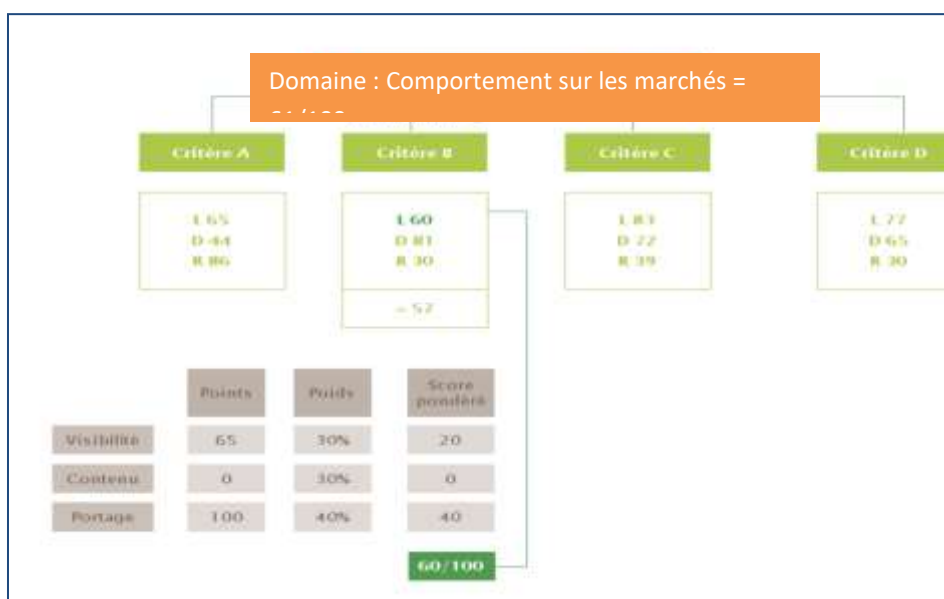 Domaine : Comportement sur les marchés =
Critère A
Critère B
Critère C
Critère D
L 65
D 44
R 86
L 60
D 81
R 30
= 57
L 83
D 72
R 39
L 77
D 65
R 30
Points
Poids
Score
pondéré
Visibilité
65
30%
20
Contenu
0
30%
0
Portage
100
40%
40
60/100